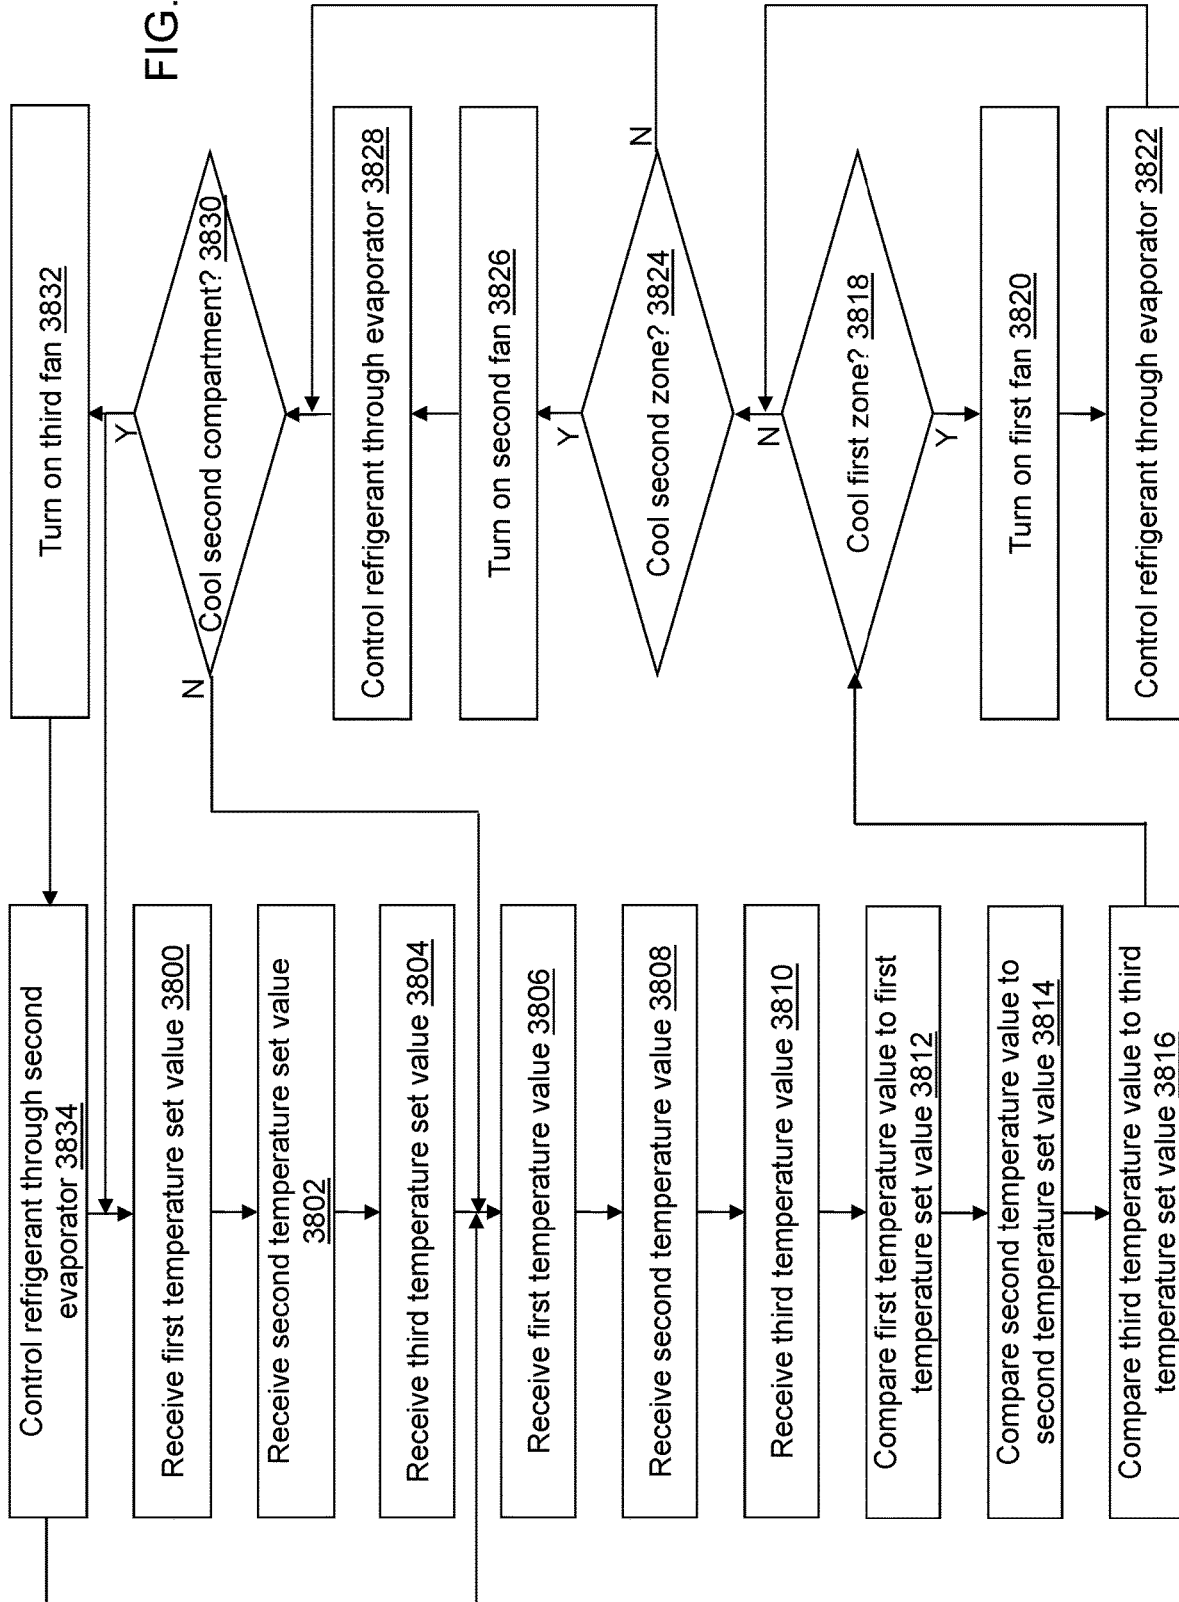 FIG.
Control refrigerant through second
evaporator 3834
Receive first temperature set value 3800
Receive second temperature set value
3802
Receive third temperature set value 3804
Receive first temperature value 3806
Receive second temperature value 3808
Receive third temperature value 3810
Compare first temperature value to first
temperature set value 3812
Compare second temperature value to
second temperature set value 3814
Compare third temperature value to third
temperature set value 3816
Turn on third fan 3832
Y
Cool second compartment? 3830
N
Control refrigerant through evaporator 3828
Turn on second fan 3826
Y
Cool second zone? 3824
N
N
Cool first zone? 3818
Y
Turn on first fan 3820
Control refrigerant through evaporator 3822